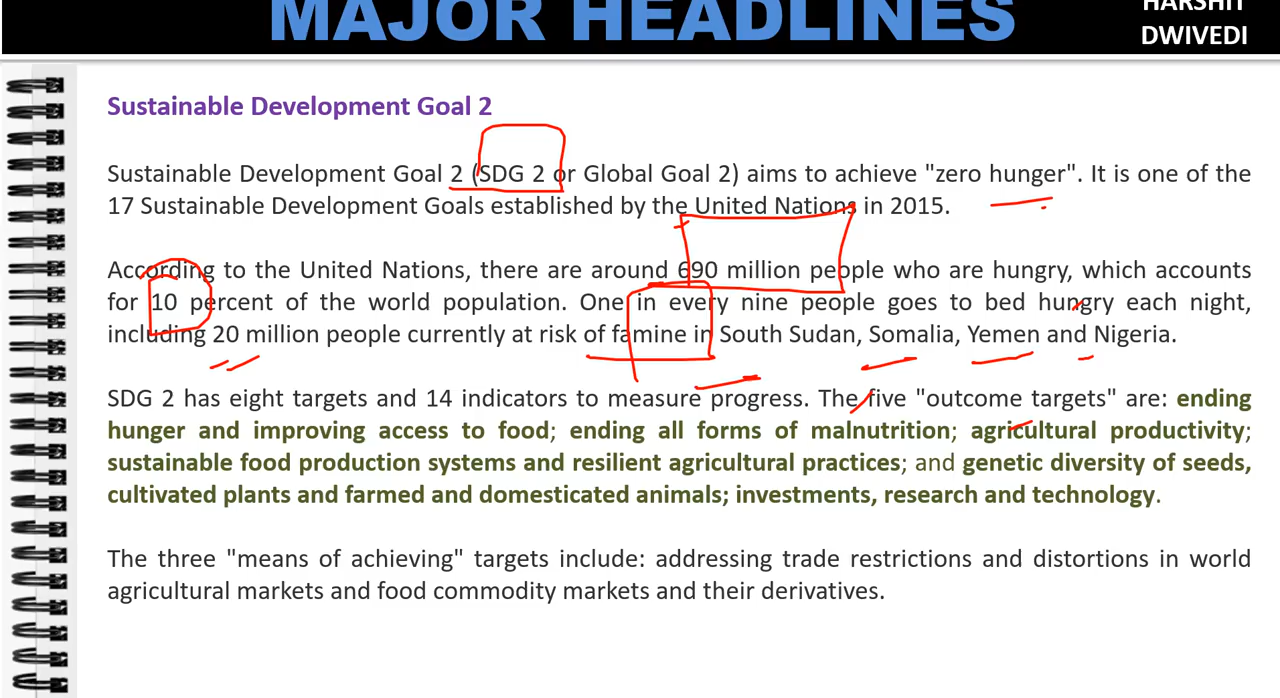 MAJOR HEADLINES
HARSHIT
DWIVEDI
Sustainable Development Goal 2
Sustainable Development Goal 2 (SDG 2 or Global Goal 2) aims to achieve "zero hunger". It is one of the
17 Sustainable Development Goals established by the United Nations in 2015.
According to the United Nations, there are around 690 million people who are hungry, which accounts
for 10 percent of the world population. One in every nine people goes to bed hungry each night,
including 20 million people currently at risk of famine in South Sudan, Somalia, Yemen and Nigeria.
SDG 2 has eight targets and 14 indicators to measure progress. The five "outcome targets" are: ending
hunger and improving access to food; ending all forms of malnutrition; agricultural productivity;
sustainable food production systems and resilient agricultural practices; and genetic diversity of seeds,
cultivated plants and farmed and domesticated animals; investments, research and technology.
The three "means of achieving" targets include: addressing trade restrictions and distortions in world
agricultural markets and food commodity markets and their derivatives.